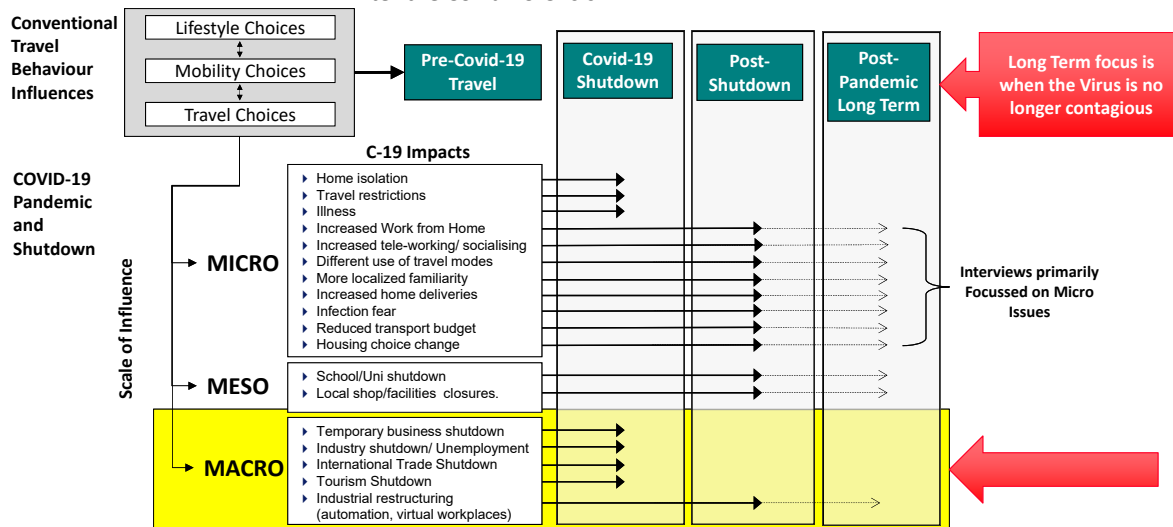 Conventional
Travel
Behaviour
Influences
Lifestyle Choices
Mobility Choices
Travel Choices
Pre-Covid-19
Travel
Covid-19
Shutdown
Post-
Shutdown
Post-
Pandemic
Long Term
Long Term focus is
when the Virus is no
longer contagious
COVID-19
Pandemic
and
Shutdown
Scale of Influence
C-19 Impacts
MICRO
Home isolation
Travel restrictions
Illness
Increased Work from Home
Increased tele-working/ socialising
Different use of travel modes
More localized familiarity
Increased home deliveries
Infection fear
Reduced transport budget
Housing choice change
Interviews primarily
Focussed on Micro
Issues
MESO
School/Uni shutdown
Local shop/facilities closures.
MACRO
Temporary business shutdown
Industry shutdown/ Unemployment
International Trade Shutdown
Tourism Shutdown
Industrial restructuring
(automation, virtual workplaces)